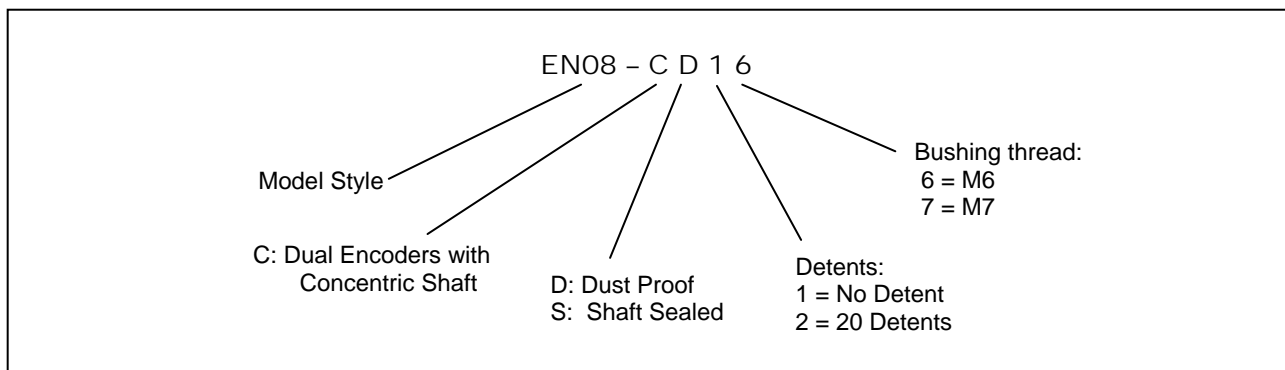 EN08 – C D 1 6
Model Style
C: Dual Encoders with
Concentric Shaft
D: Dust Proof
S: Shaft Sealed
Detents:
1 = No Detent
2 = 20 Detents
Bushing thread:
6 = M6
7 = M7